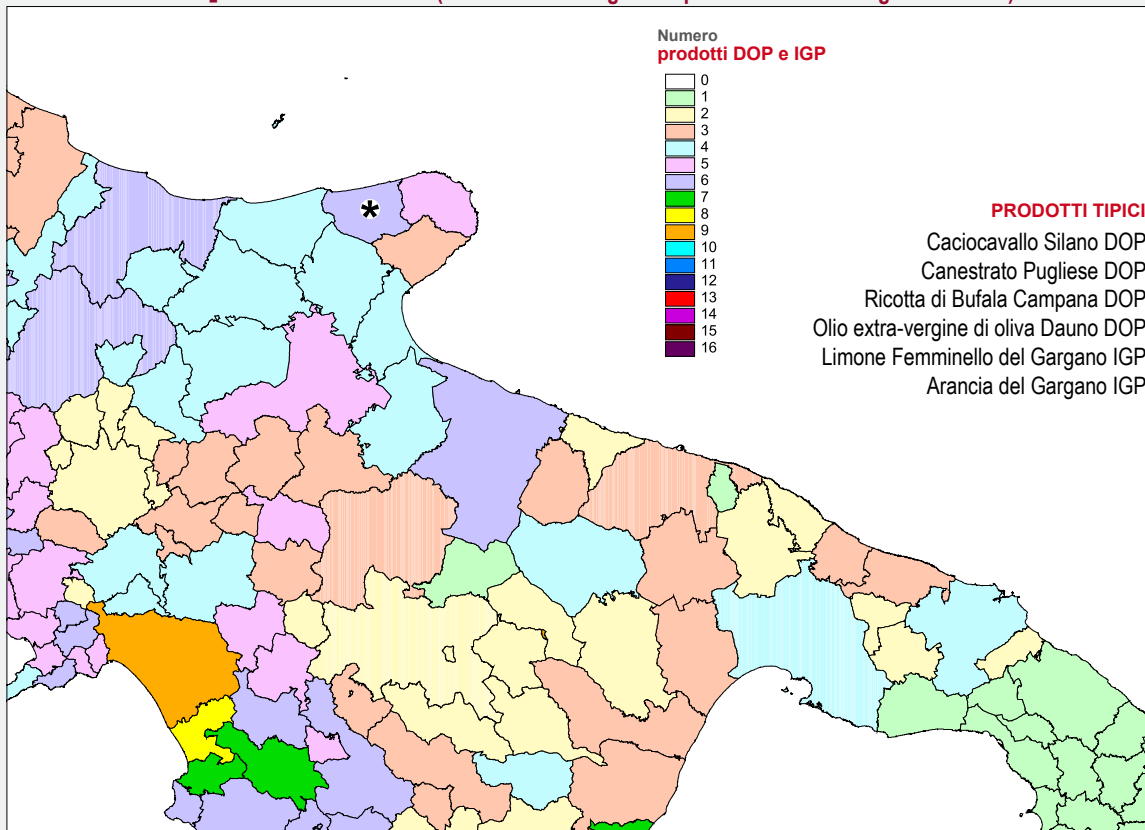 Numero
prodotti DOP e IGP
0
1
2
3
4
5
6
7
8
9
10
11
12
13
14
15
16
PRODOTTI TIPICI
Caciocavallo Silano DOP
Canestrato Pugliese DOP
Ricotta di Bufala Campana DOP
Olio extra-vergine di oliva Dauno DOP
Limone Femminello del Gargano IGP
Arancia del Gargano IGP
*